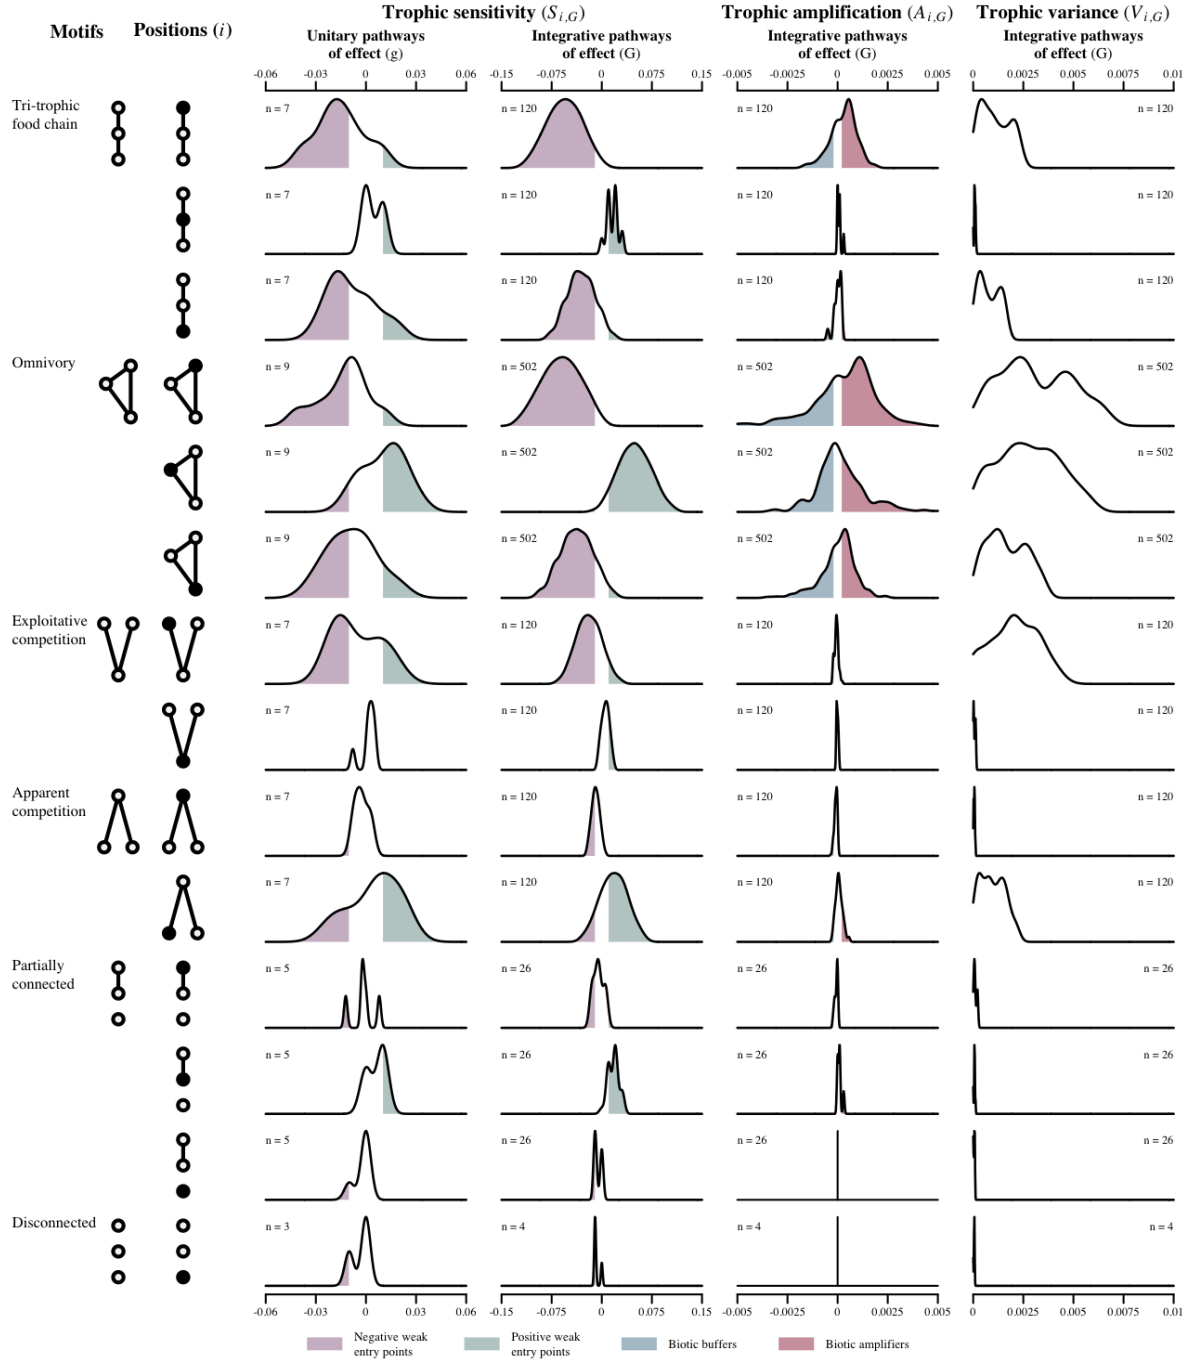 Motifs
Positions (i)
Trophic sensitivity (S_{i,G})
Trophic amplification (A_{i,G})
Trophic variance (V_{i,G})
Unitary pathways
of effect (g)
Integrative pathways
of effect (G)
Integrative pathways
of effect (G)
Integrative pathways
of effect (G)
-0.06 -0.03 0 0.03 0.06
-0.15 -0.075 0 0.075 0.15
-0.005 -0.0025 0 0.0025 0.005
0 0.0025 0.005 0.0075 0.01
Tri-trophic
food chain
n = 7 n = 120 n = 120 n = 120
n = 7 n = 120 n = 120 n = 120
n = 7 n = 120 n = 120 n = 120
Omnivory
n = 9 n = 502 n = 502 n = 502
n = 9 n = 502 n = 502 n = 502
n = 9 n = 502 n = 502 n = 502
Exploitative
competition
n = 7 n = 120 n = 120 n = 120
n = 7 n = 120 n = 120 n = 120
Apparent
competition
n = 7 n = 120 n = 120 n = 120
n = 7 n = 120 n = 120 n = 120
Partially
connected
n = 5 n = 26 n = 26 n = 26
n = 5 n = 26 n = 26 n = 26
n = 5 n = 26 n = 26 n = 26
Disconnected
n = 3 n = 4 n = 4 n = 4
-0.06 -0.03 0 0.03 0.06
-0.15 -0.075 0 0.075 0.15
-0.005 -0.0025 0 0.0025 0.005
0 0.0025 0.005 0.0075 0.01
Negative weak
entry points
Positive weak
entry points
Biotic buffers
Biotic amplifiers